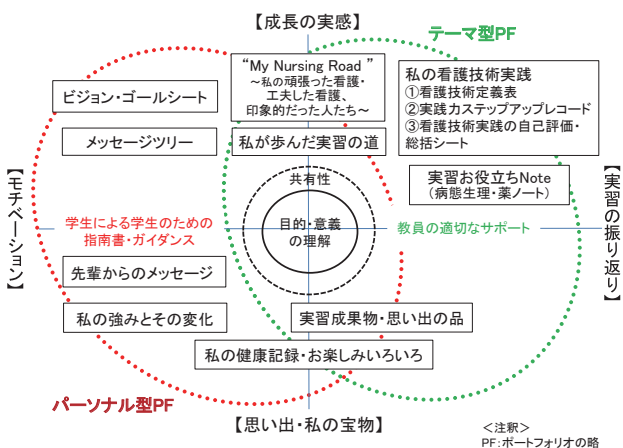 【成長の実感】
テーマ型PF
“My Nursing Road ”
～私の頑張った看護・
工夫した看護、
印象的だった人たち～
私の看護技術実践
①看護技術定義表
②実践力ステップアップレコード
③看護技術実践の自己評価・
総括シート
ビジョン・ゴールシート
メッセージツリー
私が歩んだ実習の道
実習お役立ちNote
(病態生理・薬ノート)
共有性
【モチベーション】
学生による学生のための
指南書・ガイダンス
目的・意義
の理解
教員の適切なサポート
【実習の振り返り】
先輩からのメッセージ
私の強みとその変化
実習成果物・思い出の品
私の健康記録・お楽しみいろいろ
パーソナル型PF
【思い出・私の宝物】
＜注釈＞
PF:ポートフォリオの略